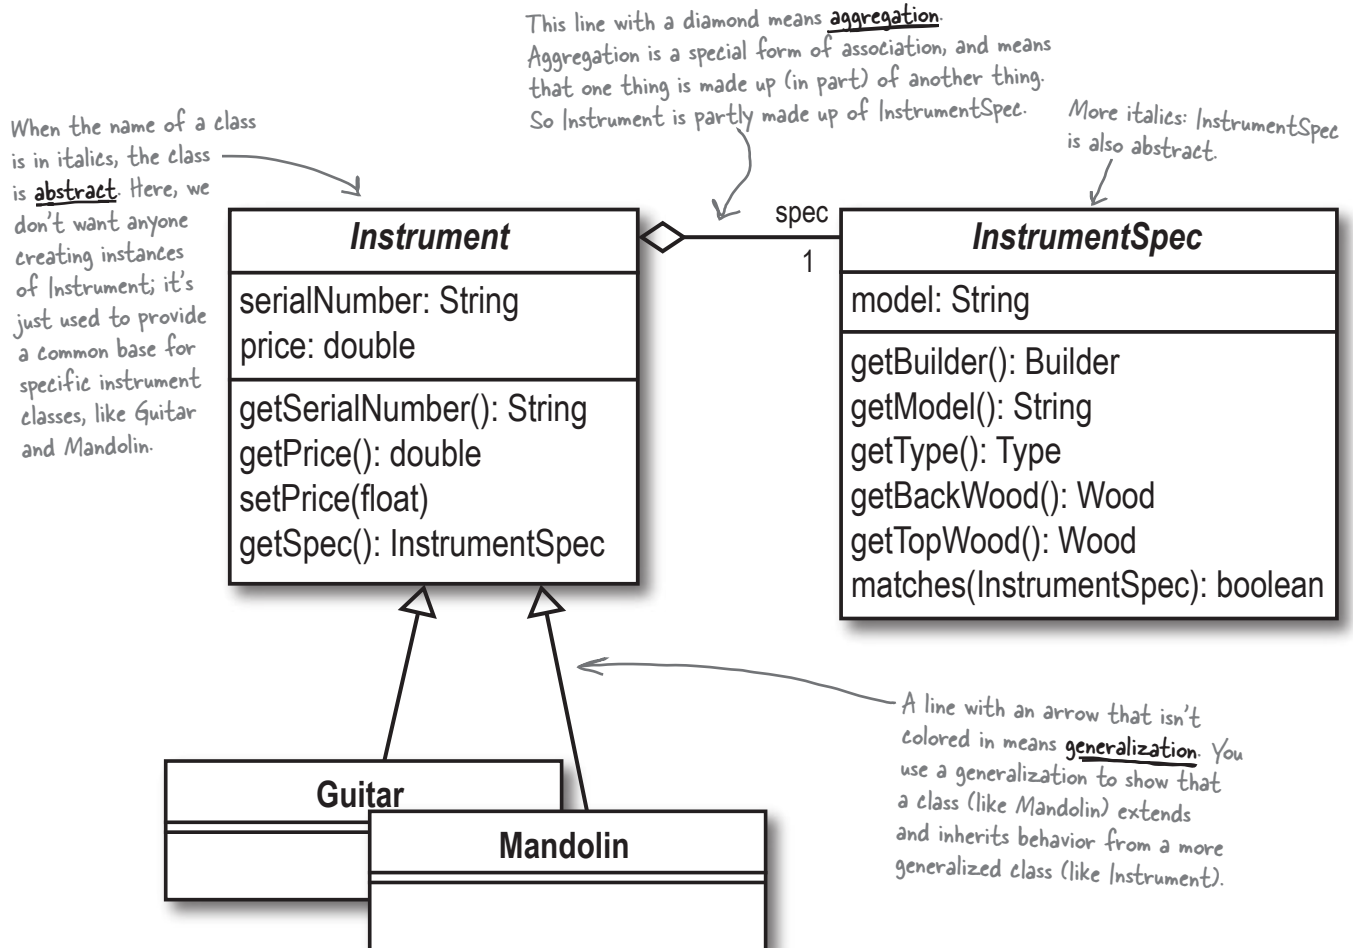 This line with a diamond means aggregation.
Aggregation is a special form of association, and means
that one thing is made up (in part) of another thing.
So Instrument is partly made up of InstrumentSpec.
More italics: InstrumentSpec
is also abstract.
When the name of a class
is in italics, the class
is abstract. Here, we
don't want anyone
creating instances
of Instrument; it's
just used to provide
a common base for
specific instrument
classes, like Guitar
and Mandolin.
Instrument
serialNumber: String
price: double
getSerialNumber(): String
getPrice(): double
setPrice(float)
getSpec(): InstrumentSpec
spec
1
InstrumentSpec
model: String
getBuilder(): Builder
getModel(): String
getType(): Type
getBackWood(): Wood
getTopWood(): Wood
matches(InstrumentSpec): boolean
A line with an arrow that isn't
colored in means generalization. You
use a generalization to show that
a class (like Mandolin) extends
and inherits behavior from a more
generalized class (like Instrument).
Guitar
Mandolin